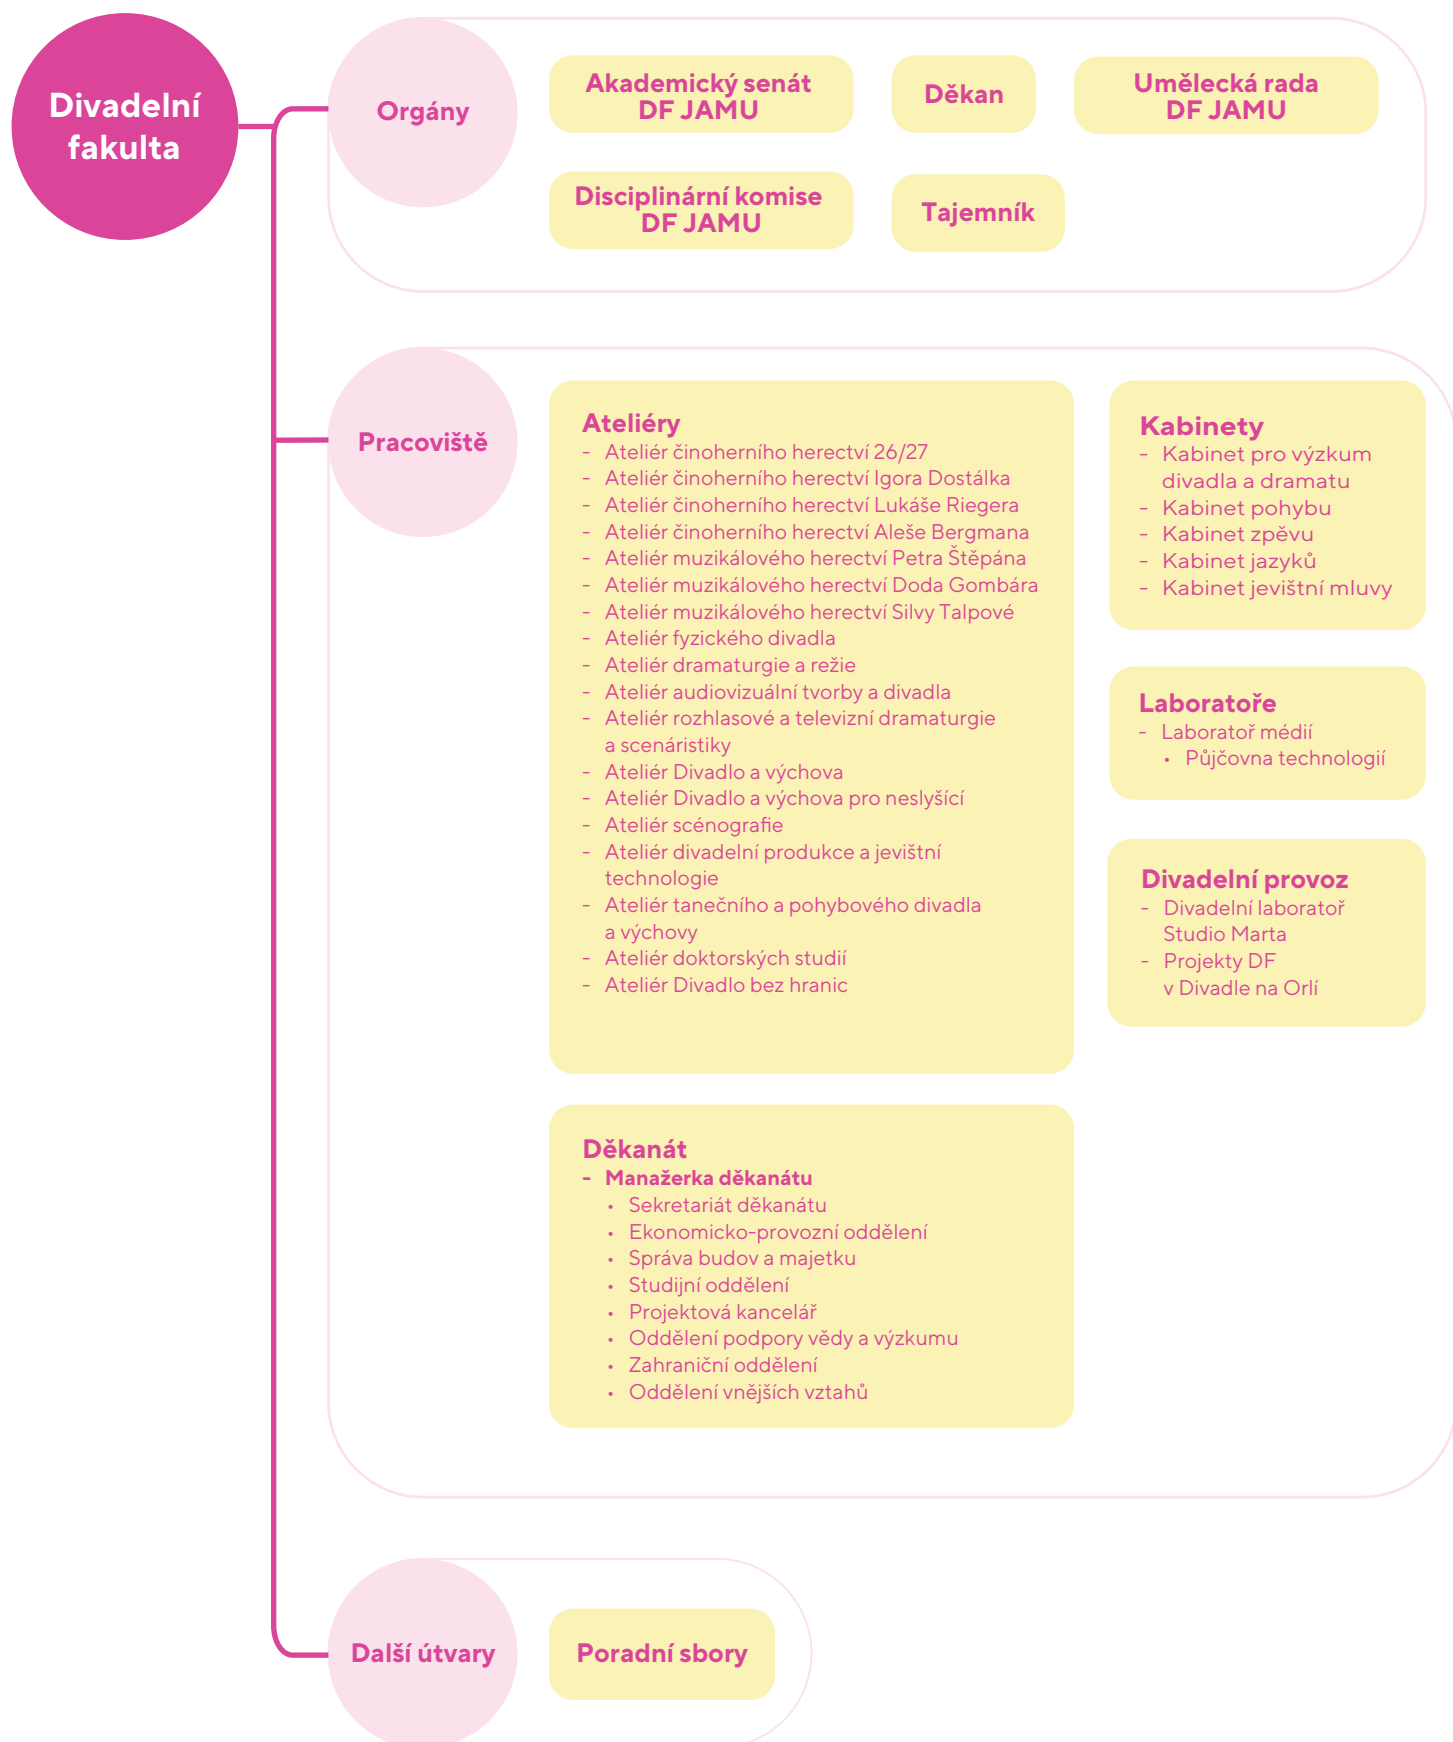 Divadelní
fakulta
Orgány
Akademický senát
DF JAMU
Děkan
Umělecká rada
DF JAMU
Disciplinární komise
DF JAMU
Tajemník
Pracoviště
Ateliéry
- Ateliér činoherního herectví 26/27
- Ateliér činoherního herectví Igora Dostálka
- Ateliér činoherního herectví Lukáše Riegera
- Ateliér činoherního herectví Aleše Bergmana
- Ateliér muzikálového herectví Petra Štěpána
- Ateliér muzikálového herectví Doda Gombára
- Ateliér muzikálového herectví Silvy Talpové
- Ateliér fyzického divadla
- Ateliér dramaturgie a režie
- Ateliér audiovizuální tvorby a divadla
- Ateliér rozhlasové a televizní dramaturgie
a scenáristiky
- Ateliér Divadlo a výchova
- Ateliér Divadlo a výchova pro neslyšící
- Ateliér scénografie
- Ateliér divadelní produkce a jevištní
technologie
- Ateliér tanečního a pohybového divadla
a výchovy
- Ateliér doktorských studií
- Ateliér Divadlo bez hranic
Kabinety
- Kabinet pro výzkum
divadla a dramatu
- Kabinet pohybu
- Kabinet zpěvu
- Kabinet jazyků
- Kabinet jevištní mluvy
Laboratoře
- Laboratoř médií
• Půjčovna technologií
Divadelní provoz
- Divadelní laboratoř
Studio Marta
- Projekty DF
v Divadle na Orlí
Děkanát
- Manažerka děkanátu
• Sekretariát děkanátu
• Ekonomicko-provozní oddělení
• Správa budov a majetku
• Studijní oddělení
• Projektová kancelář
• Oddělení podpory vědy a výzkumu
• Zahraniční oddělení
• Oddělení vnějších vztahů
Další útvary
Poradní sbory